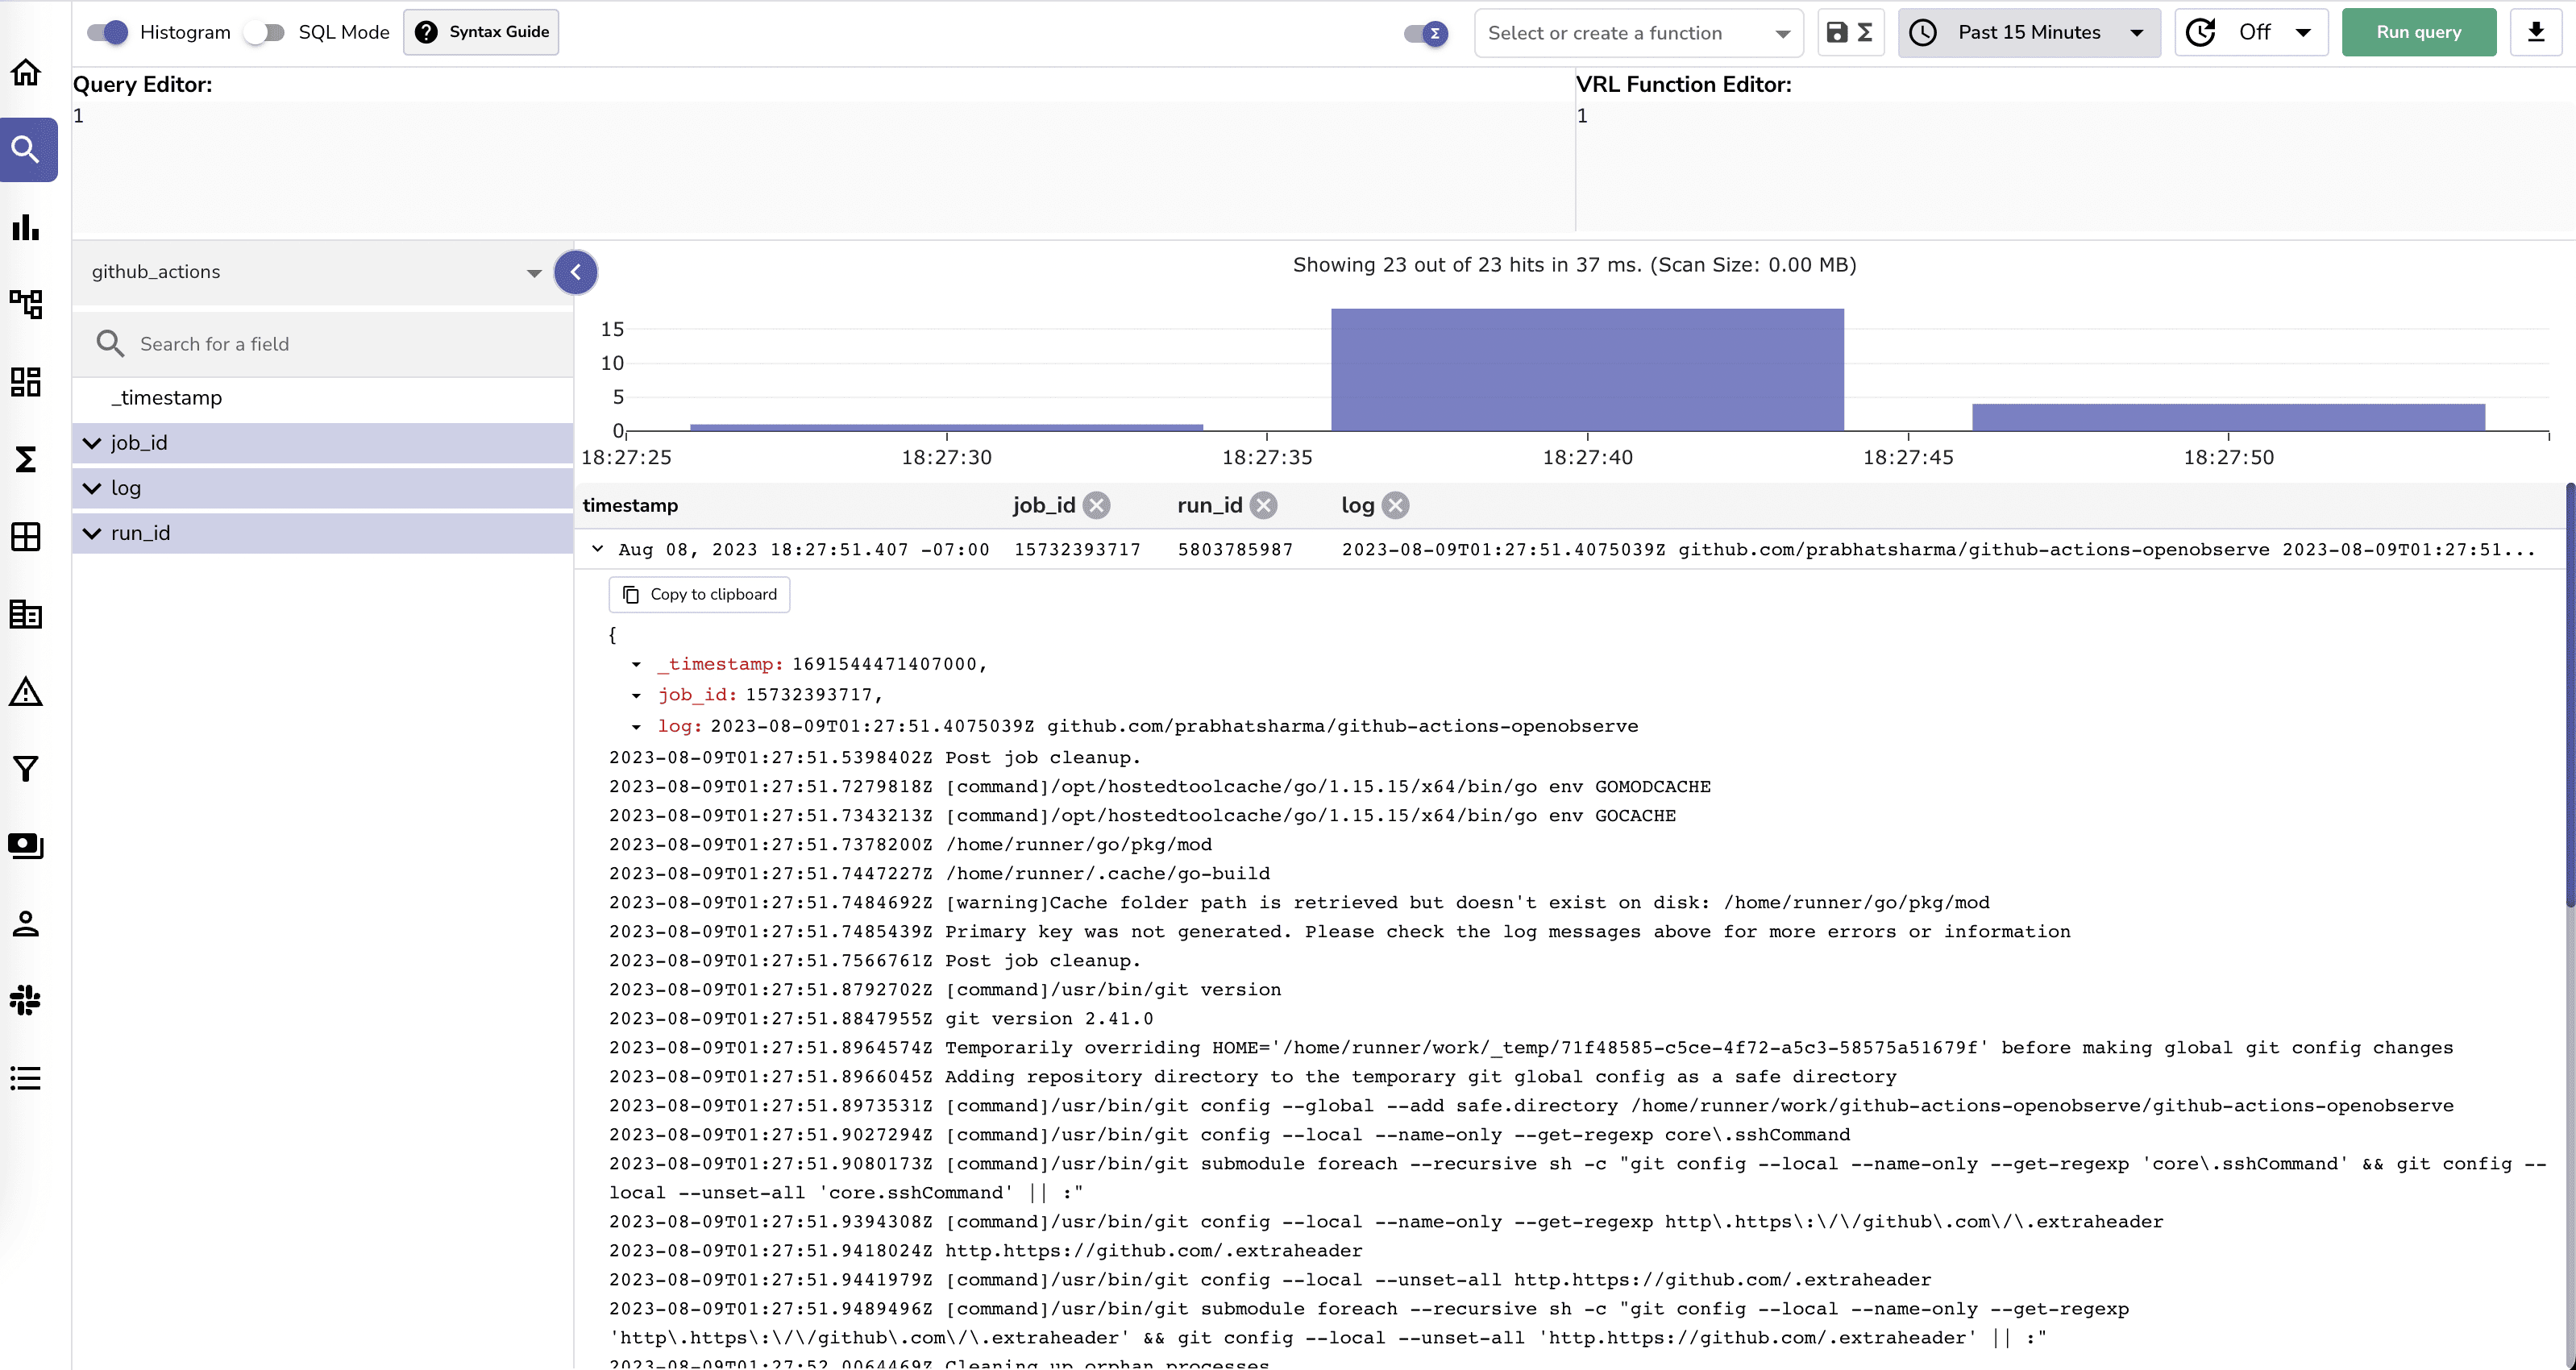 Histogram SQL Mode Syntax Guide Select or create a function Past 15 Minutes Off Run query
Query Editor: VRL Function Editor:
1 1
github_actions
Showing 23 out of 23 hits in 37 ms. (Scan Size: 0.00 MB)
Search for a field
15
10
5
0
18:27:25 18:27:30 18:27:35 18:27:40 18:27:45 18:27:50
_timestamp
job_id
log
run_id
timestamp job_id run_id log
Aug 08, 2023 18:27:51.407 -07:00 15732393717 5803785987 2023-08-09T01:27:51.4075039Z github.com/prabhatsharma/github-actions-openobserve 2023-08-09T01:27:51...
Copy to clipboard
{
_timestamp: 1691544471407000,
job_id: 15732393717,
log: 2023-08-09T01:27:51.4075039Z github.com/prabhatsharma/github-actions-openobserve
2023-08-09T01:27:51.5398402Z Post job cleanup.
2023-08-09T01:27:51.7279818Z [command]/opt/hostedtoolcache/go/1.15.15/x64/bin/go env GOMODCACHE
2023-08-09T01:27:51.7343213Z [command]/opt/hostedtoolcache/go/1.15.15/x64/bin/go env GOCACHE
2023-08-09T01:27:51.7378200Z /home/runner/go/pkg/mod
2023-08-09T01:27:51.7447227Z /home/runner/.cache/go-build
2023-08-09T01:27:51.7484692Z [warning]Cache folder path is retrieved but doesn't exist on disk: /home/runner/go/pkg/mod
2023-08-09T01:27:51.7485439Z Primary key was not generated. Please check the log messages above for more errors or information
2023-08-09T01:27:51.7566761Z Post job cleanup.
2023-08-09T01:27:51.8792702Z [command]/usr/bin/git version
2023-08-09T01:27:51.8847955Z git version 2.41.0
2023-08-09T01:27:51.8964574Z Temporarily overriding HOME='/home/runner/work/_temp/71f48585-c5ce-4f72-a5c3-58575a51679f' before making global git config changes
2023-08-09T01:27:51.8966045Z Adding repository directory to the temporary git global config as a safe directory
2023-08-09T01:27:51.8973531Z [command]/usr/bin/git config --global --add safe.directory /home/runner/work/github-actions-openobserve/github-actions-openobserve
2023-08-09T01:27:51.9027294Z [command]/usr/bin/git config --local --name-only --get-regexp core\.sshCommand
2023-08-09T01:27:51.9080173Z [command]/usr/bin/git submodule foreach --recursive sh -c "git config --local --name-only --get-regexp 'core\.sshCommand' && git config --
local --unset-all 'core.sshCommand' || :"
2023-08-09T01:27:51.9394308Z [command]/usr/bin/git config --local --name-only --get-regexp http\.https\:\/\/github\.com\/\.extraheader
2023-08-09T01:27:51.9418024Z http.https://github.com/.extraheader
2023-08-09T01:27:51.9441979Z [command]/usr/bin/git config --local --unset-all http.https://github.com/.extraheader
2023-08-09T01:27:51.9489496Z [command]/usr/bin/git submodule foreach --recursive sh -c "git config --local --name-only --get-regexp
'http\.https\:\/\/github\.com\/\.extraheader' && git config --local --unset-all 'http.https://github.com/.extraheader' || :"
2023-08-09T01:27:52.0064469Z Cleaning up orphan processes